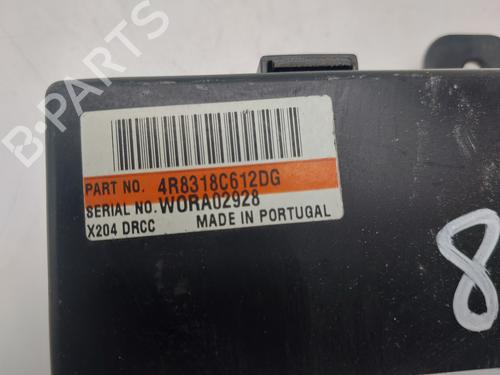 B-PARTS
PART NO. 4R8318C612DG
SERIAL NO. WORA02928
X204 DRCC MADE IN PORTUGAL
8